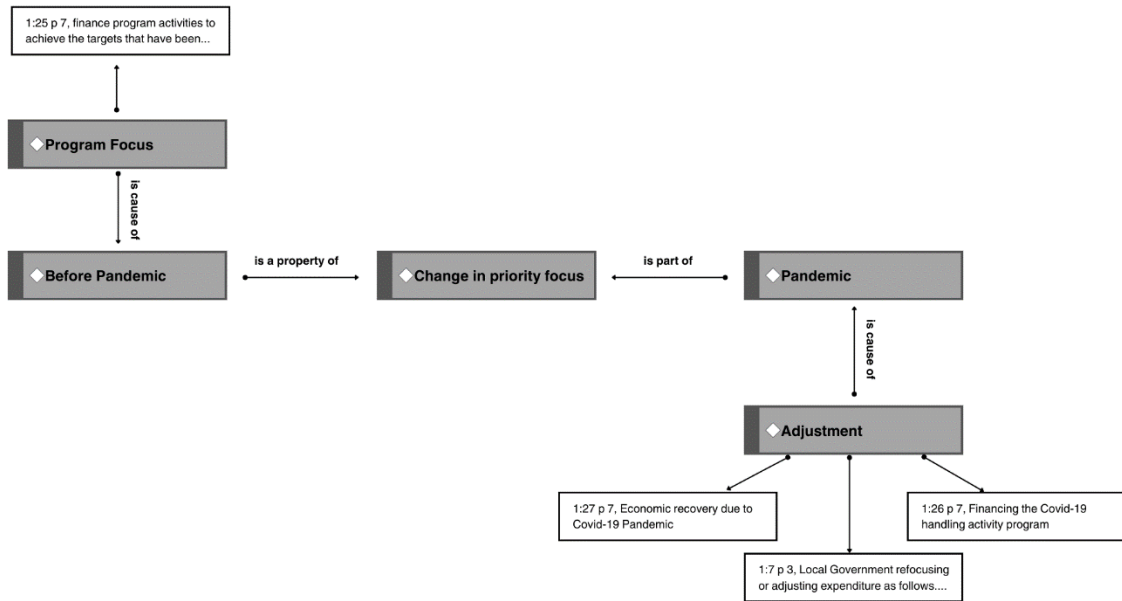 1:25 p 7, finance program activities to
achieve the targets that have been...
Program Focus
is cause of
Before Pandemic
is a property of
Change in priority focus
is part of
Pandemic
is cause of
Adjustment
1:27 p 7, Economic recovery due to
Covid-19 Pandemic
1:26 p 7, Financing the Covid-19
handling activity program
1:7 p 3, Local Government refocusing
or adjusting expenditure as follows....